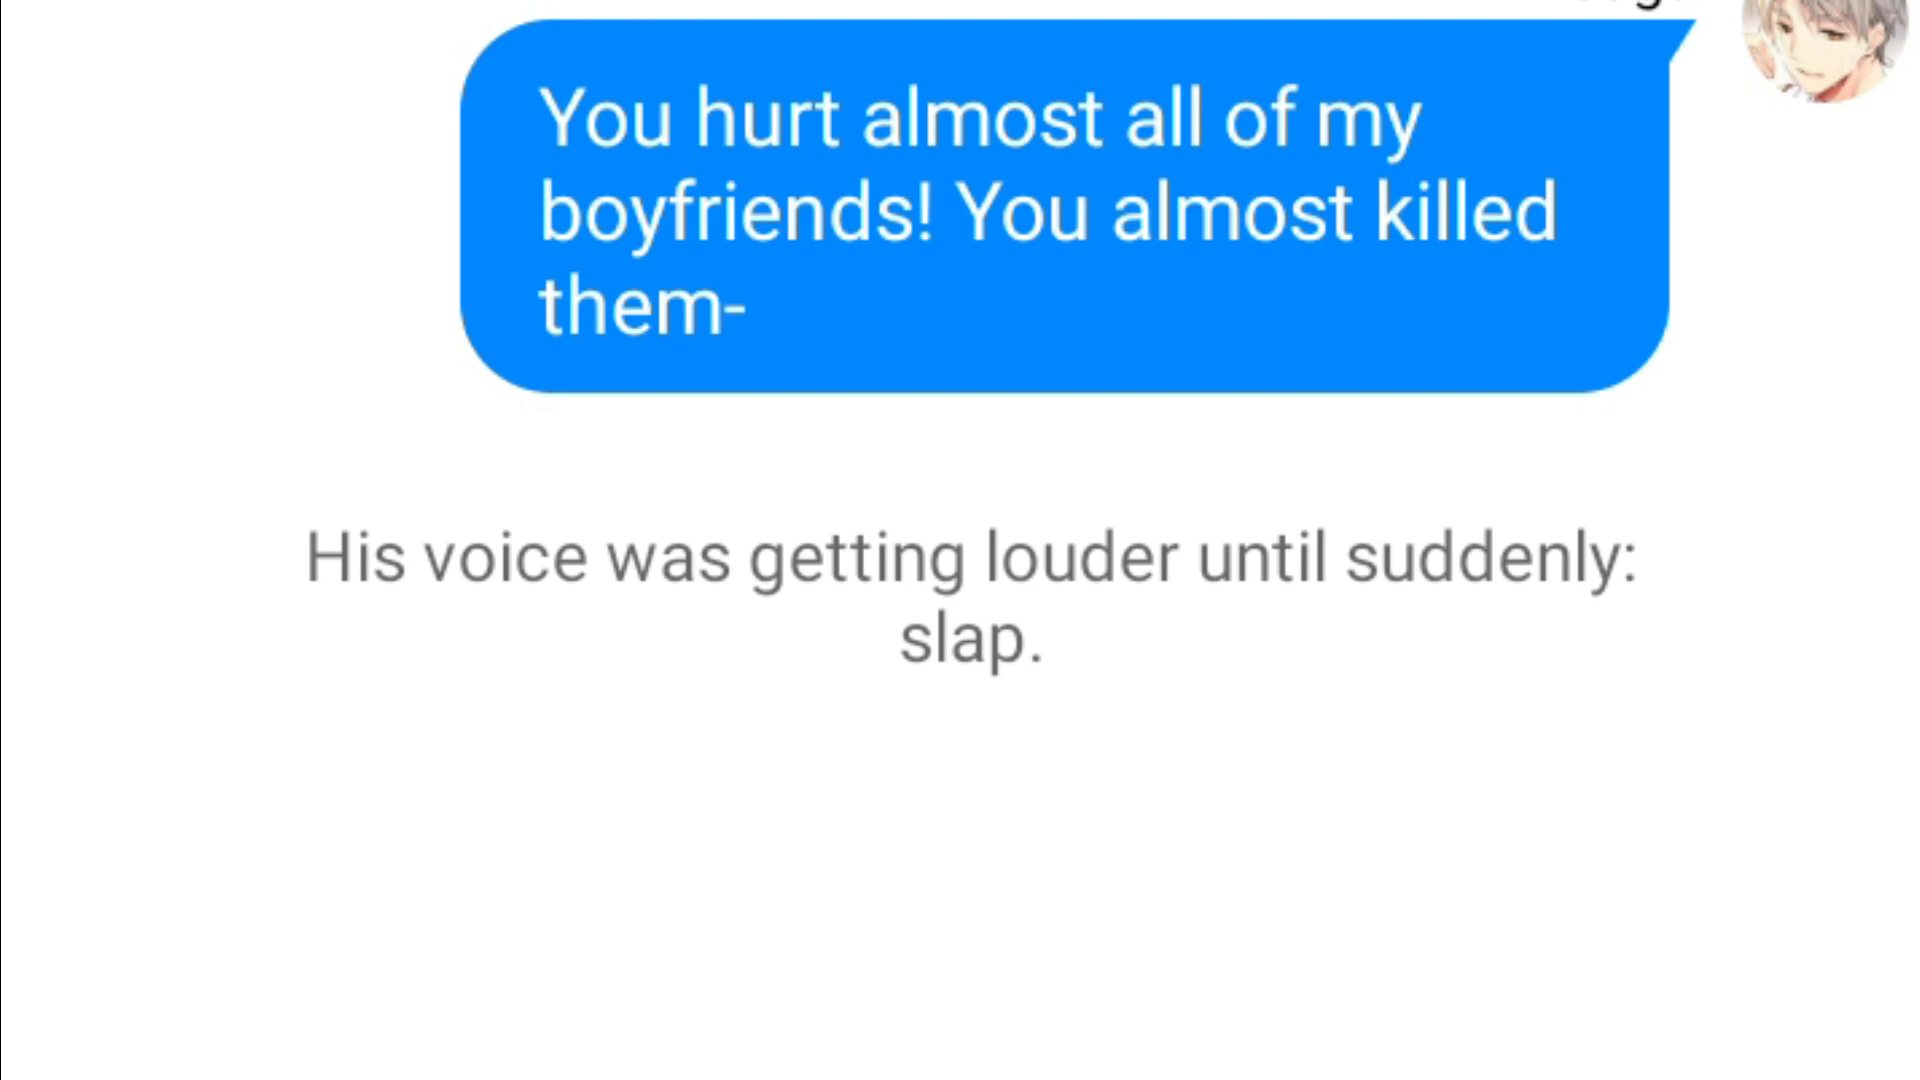 You hurt almost all of my
boyfriends! You almost killed
them-
His voice was getting louder until suddenly:
slap.